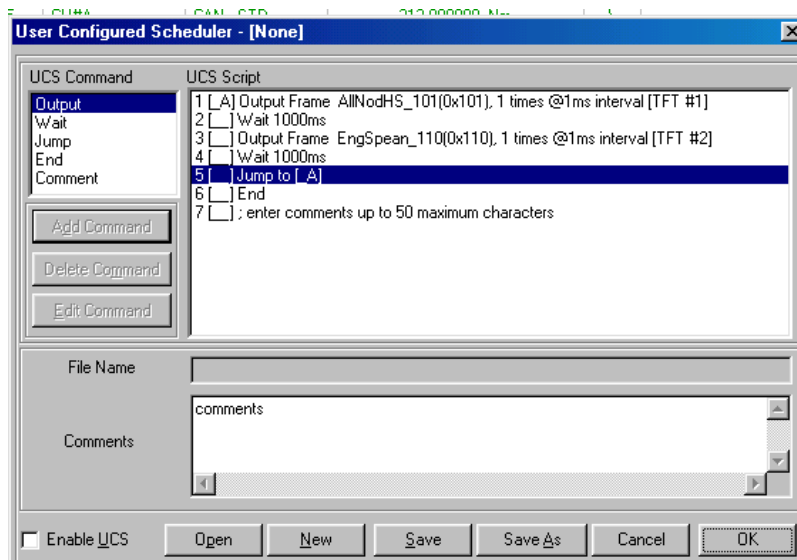 User Configured Scheduler - [None]
UCS Command
UCS Script
Output
Wait
Jump
End
Comment
1 [_A] Output Frame AllNodHS_101(0x101), 1 times @1ms interval [TFT #1]
2 [__] Wait 1000ms
3 [__] Output Frame EngSpean_110(0x110), 1 times @1ms interval [TFT #2]
4 [__] Wait 1000ms
5 [__] Jump to [_A]
6 [__] End
7 [__] ; enter comments up to 50 maximum characters
Add Command
Delete Command
Edit Command
File Name
Comments
comments
Enable UCS
Open
New
Save
Save As
Cancel
OK